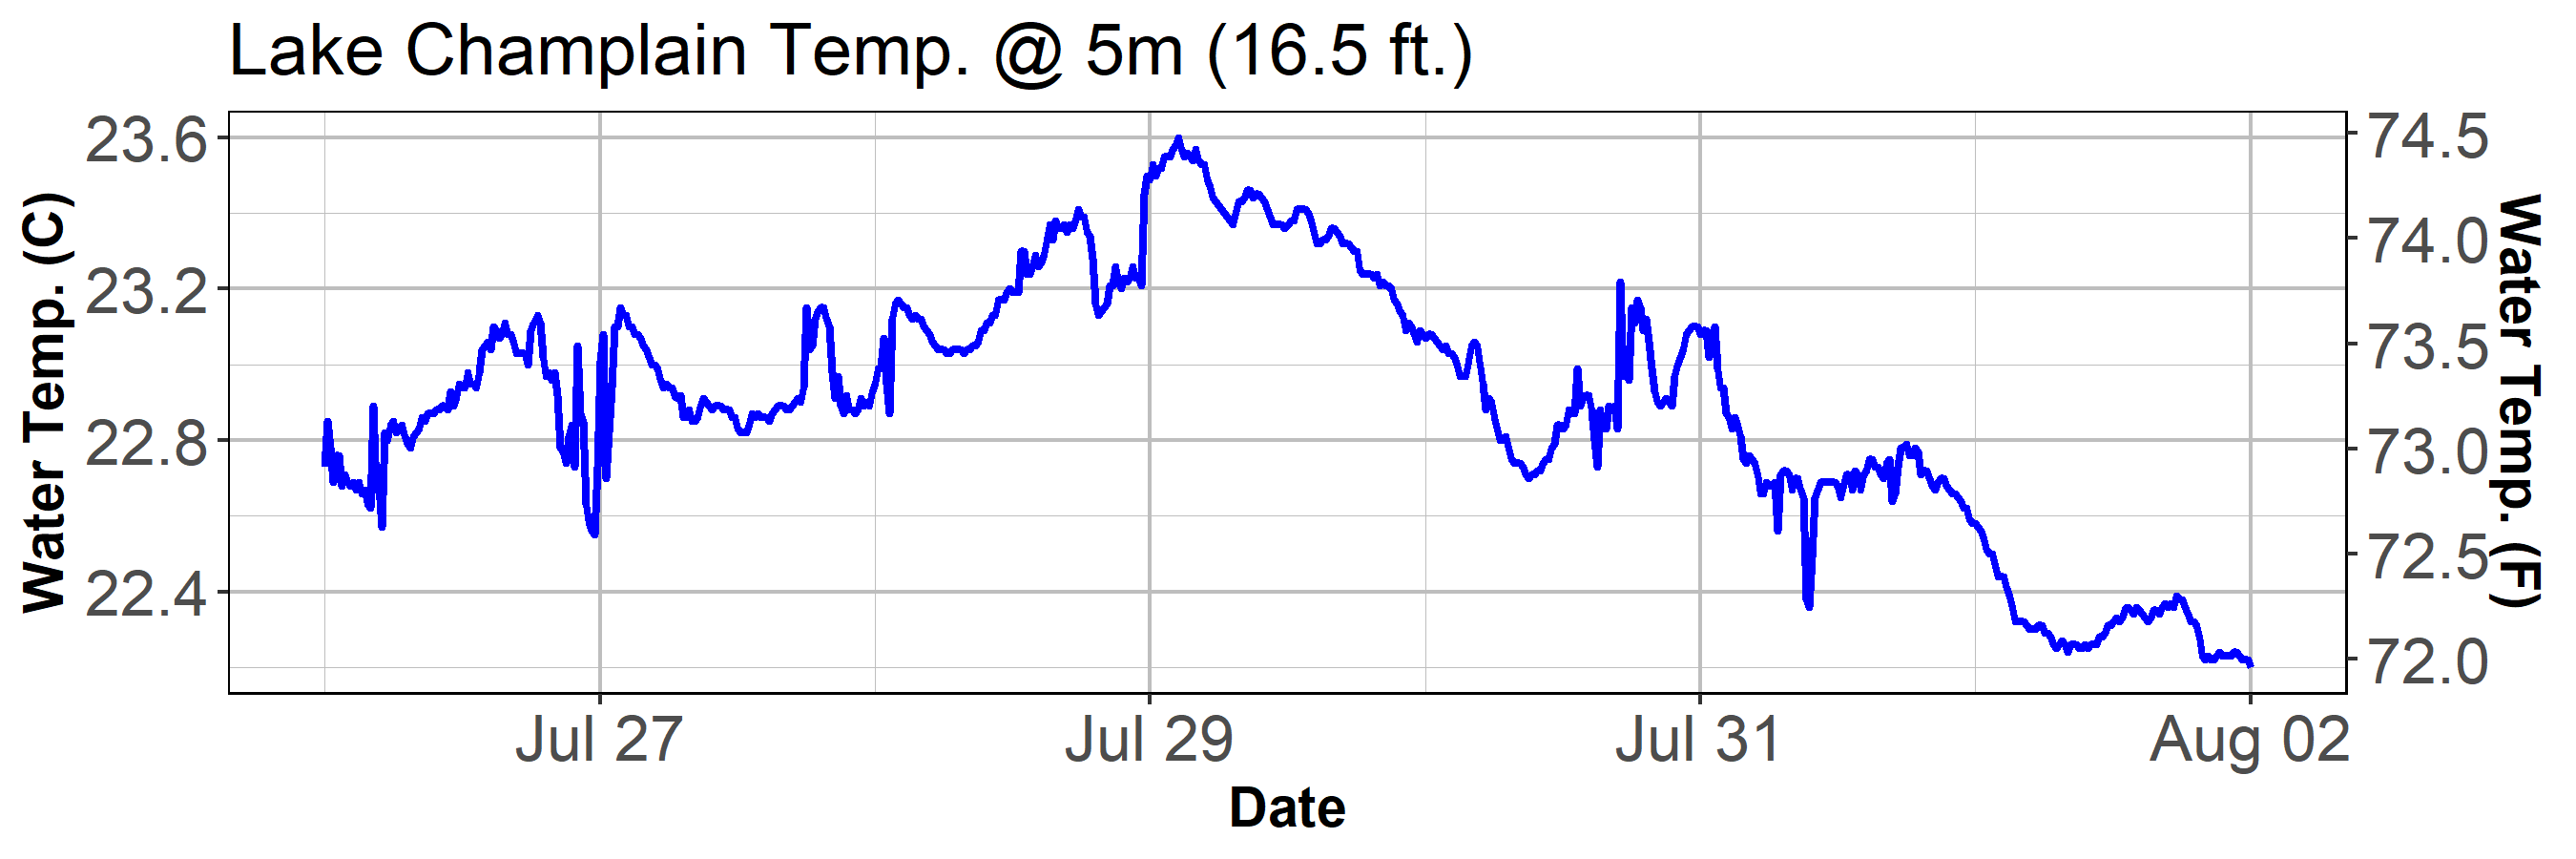 Lake Champlain Temp. @ 5m (16.5 ft.)
Water Temp. (C)
23.6
23.2
22.8
22.4
74.5
74.0
73.5
73.0
72.5
72.0
Water Temp. (F)
Jul 27
Jul 29
Jul 31
Aug 02
Date